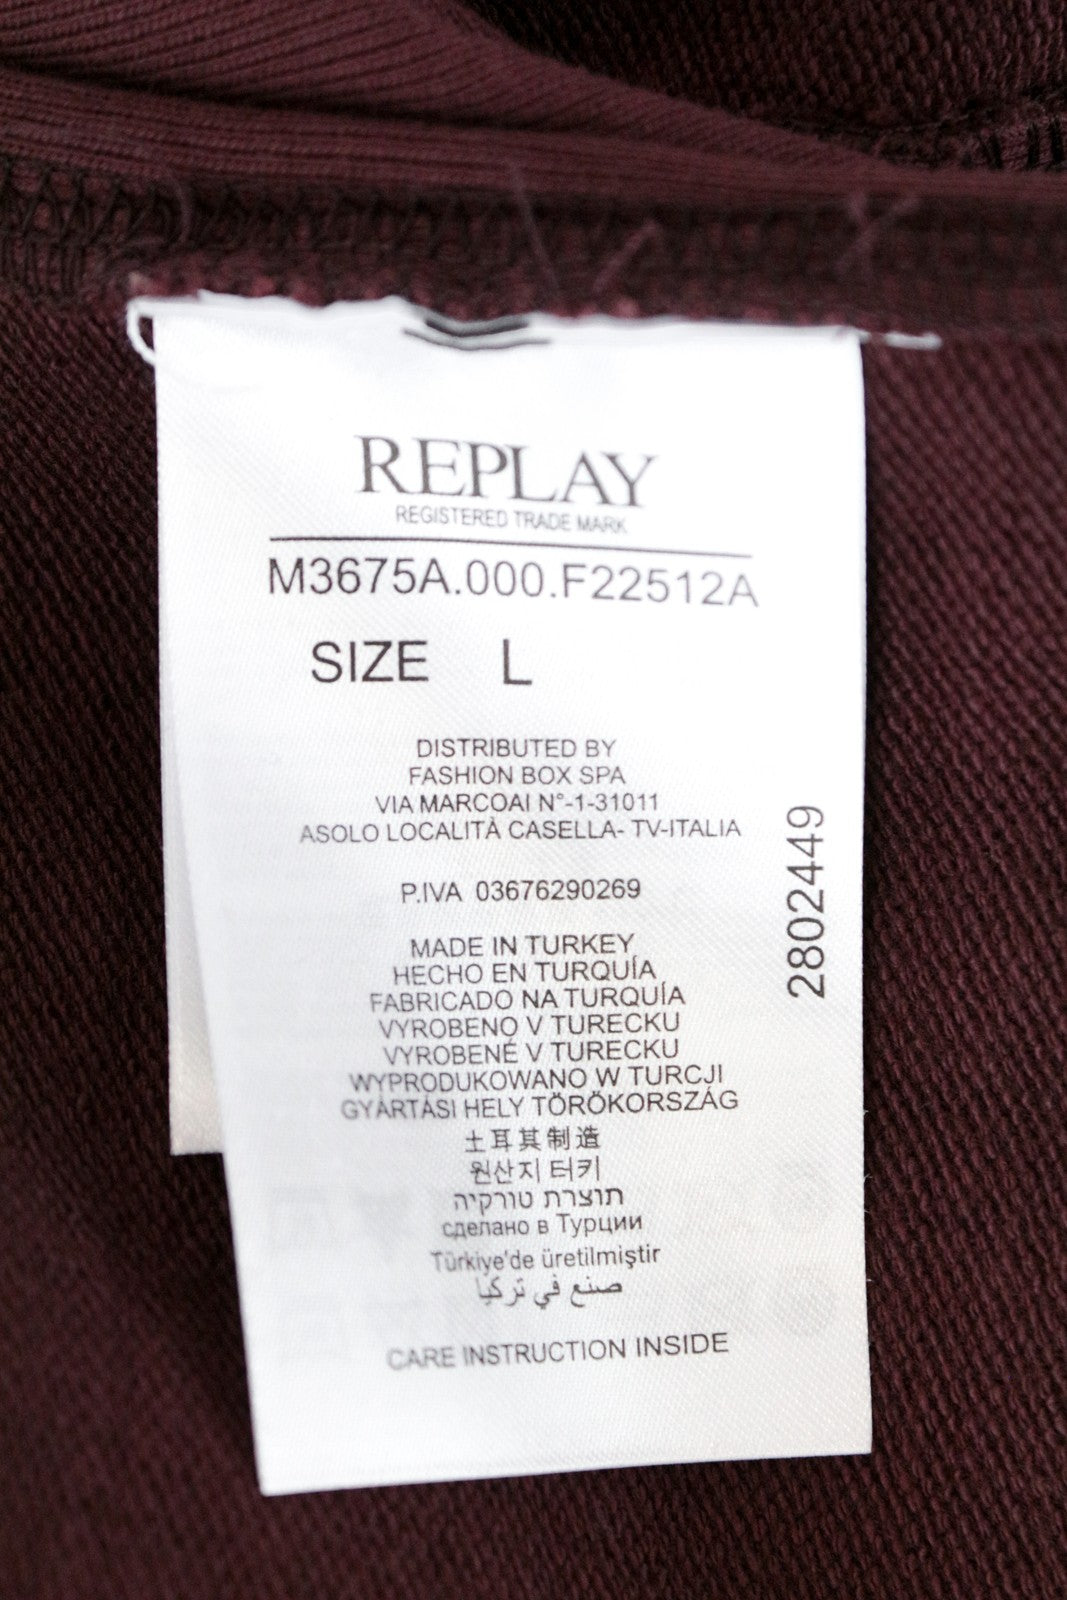 REPLAY
REGISTERED TRADE MARK
M3675A.000.F22512A
SIZE L
DISTRIBUTED BY
FASHION BOX SPA
VIA MARCOAI N°-1-31011
ASOLO LOCALITÀ CASELLA- TV-ITALIA
P.IVA 03676290269
2802449
MADE IN TURKEY
HECHO EN TURQUÍA
FABRICADO NA TURQUÍA
VYROBENO V TURECKU
VYROBENÉ V TURECKU
WYPRODUKOWANO W TURCJI
GYÁRTÁSI HELY TÖRÖKORSZÁG
土耳其制造
원산지 터키
תוצרת טורקיה
сделано в Турции
Türkiye'de üretilmiştir
صنع في تركيا
CARE INSTRUCTION INSIDE